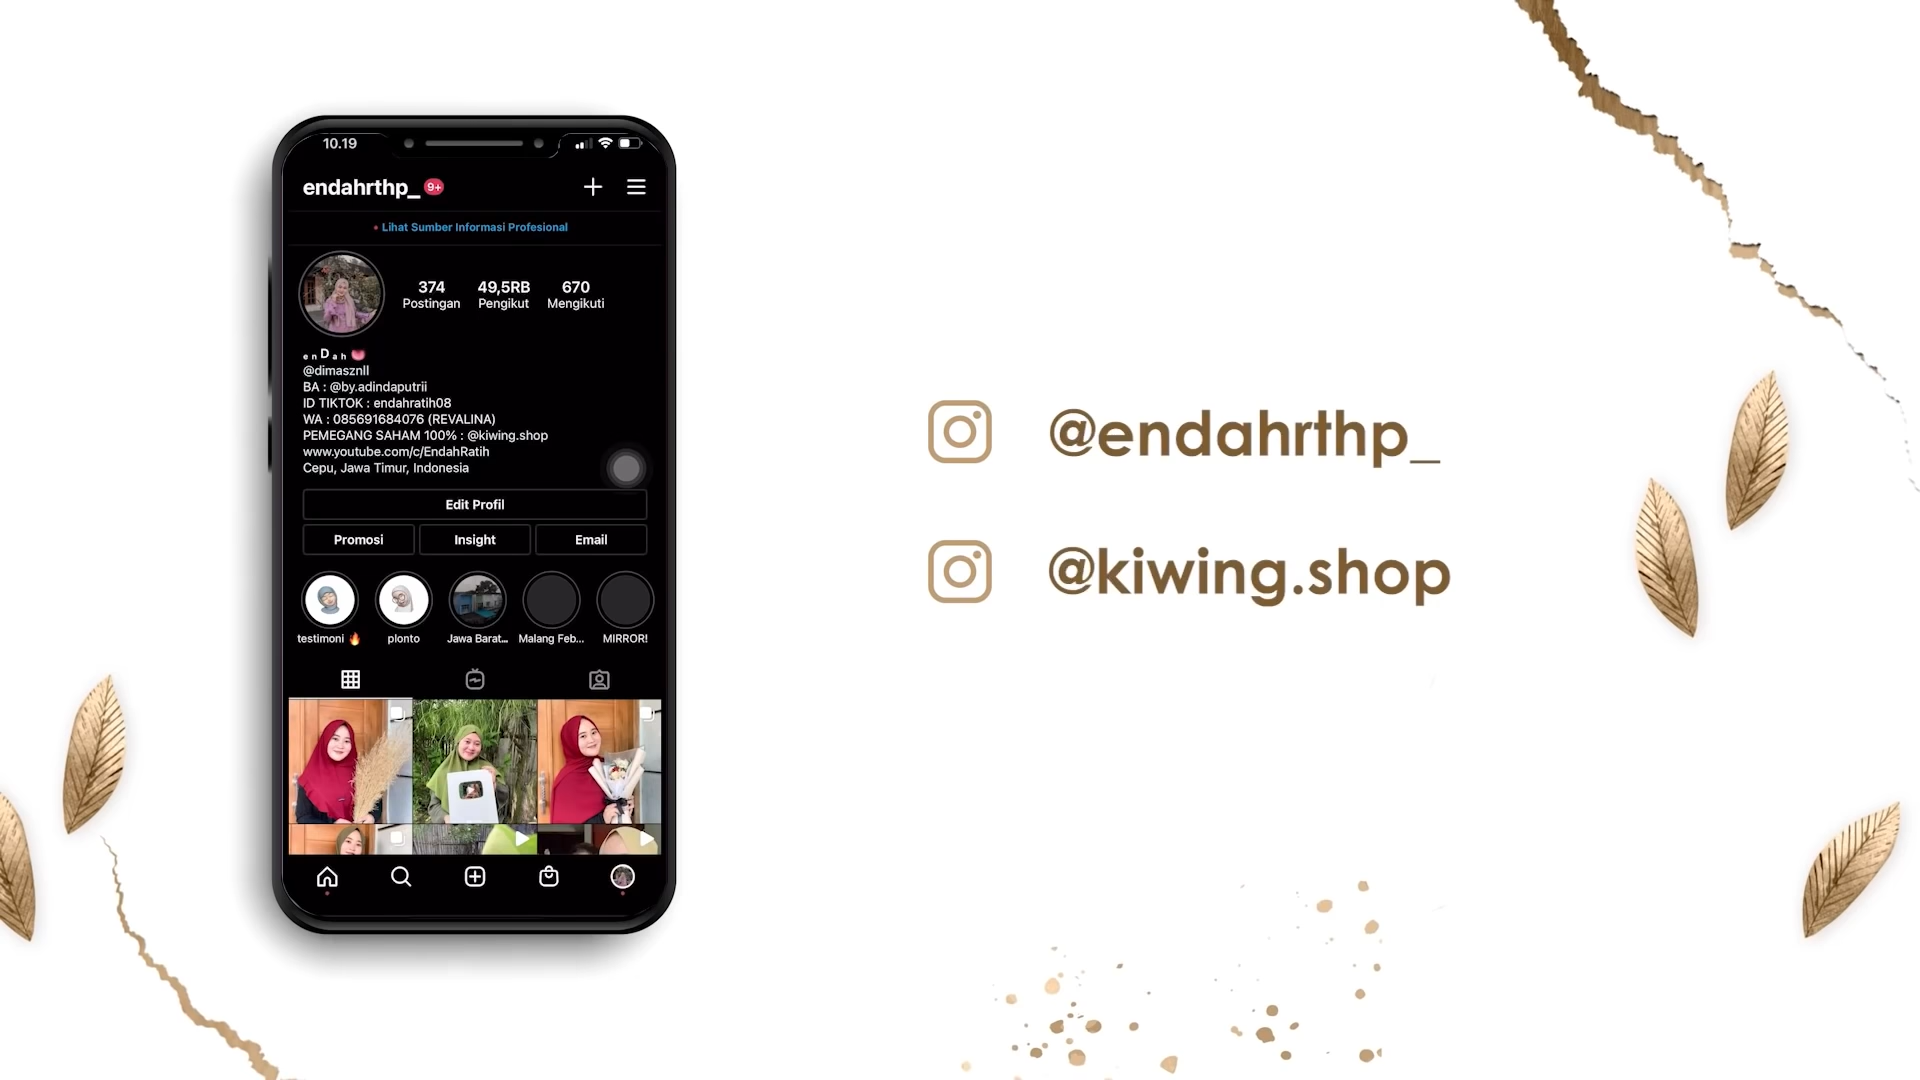 10.19
endahrthp_ 9+
Lihat Sumber Informasi Profesional
374 49,5RB 670
Postingan Pengikut Mengikuti
ₑₙDₐₕ 👅
@dimasznll
BA : @by.adindaputrii
ID TIKTOK : endahratih08
WA : 085691684076 (REVALINA)
PEMEGANG SAHAM 100% : @kiwing.shop
www.youtube.com/c/EndahRatih
Cepu, Jawa Timur, Indonesia
Edit Profil
Promosi Insight Email
testimoni 🔥 plonto Jawa Barat... Malang Feb... MIRROR!
@endahrthp_
@kiwing.shop